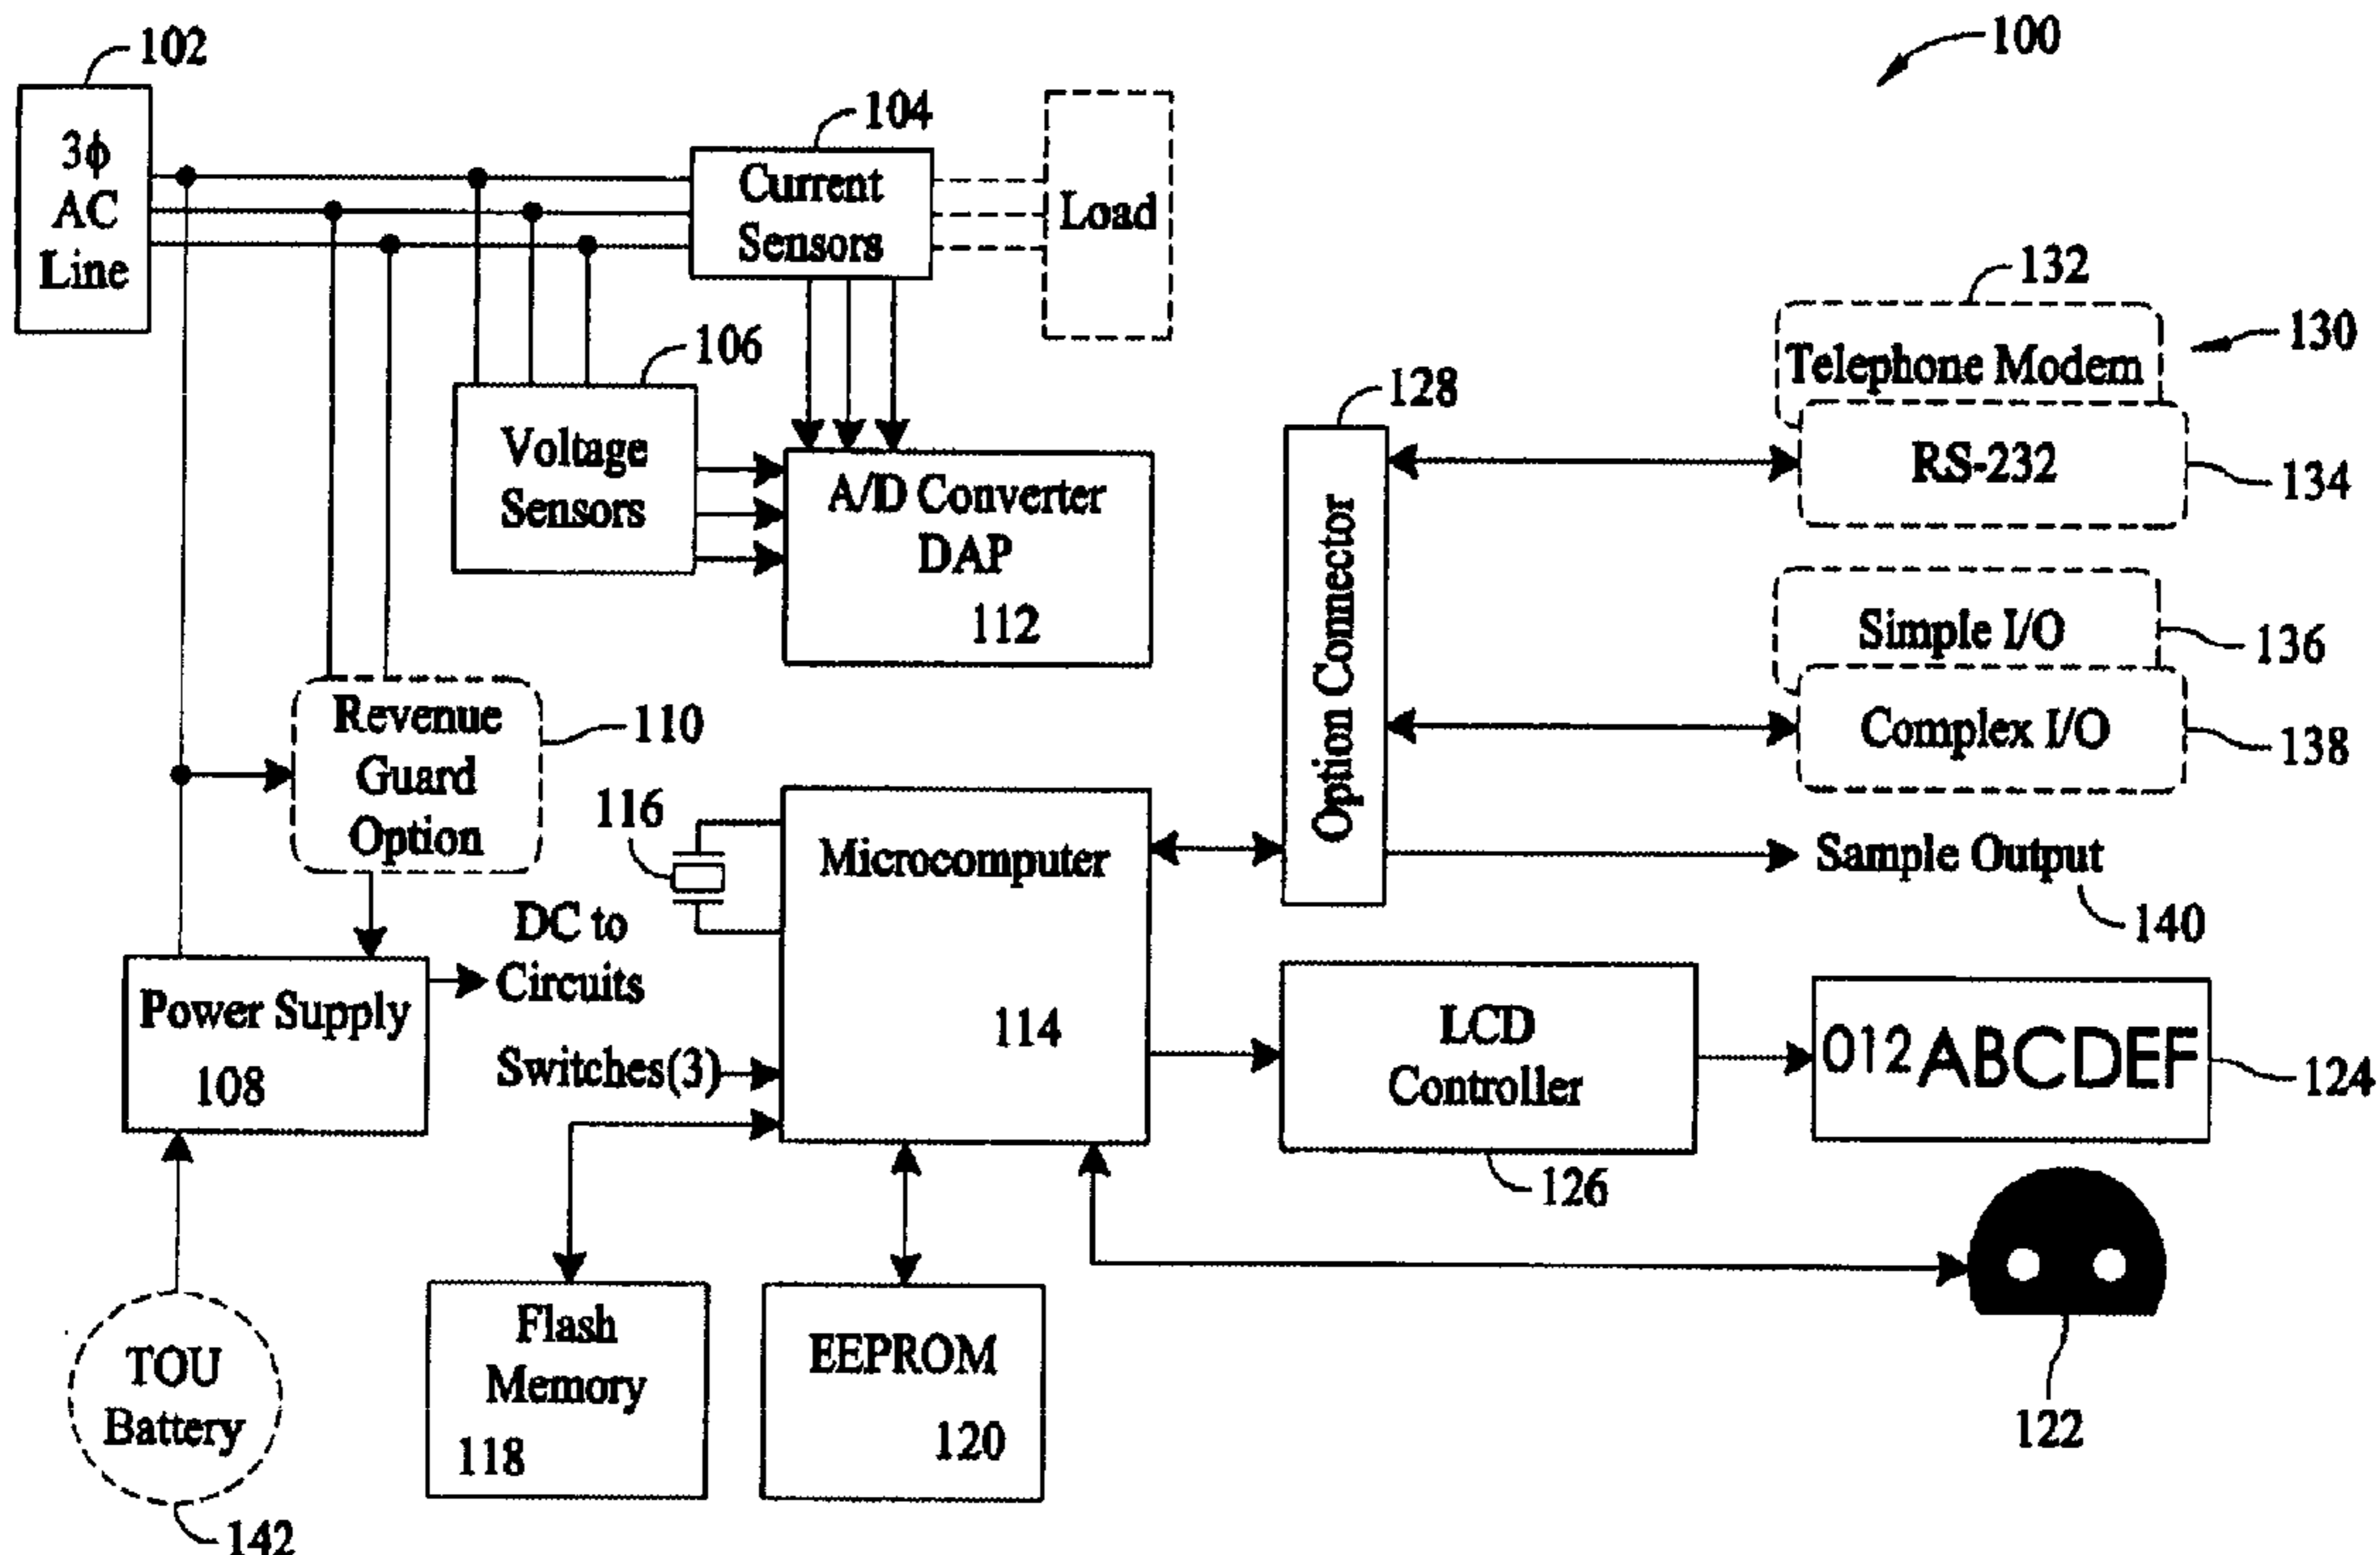 102
100
3ϕ
AC
Line
104
Current
Sensors
Load
106
Voltage
Sensors
A/D Converter
DAP
112
128
Option Connector
132
130
Telephone Modem
RS-232
134
Simple I/O
136
Complex I/O
138
Sample Output
140
Revenue
Guard
Option
110
116
Microcomputer
114
DC to
Circuits
Power Supply
108
Switches(3)
LCD
Controller
126
012 ABCDEF
124
122
Flash
Memory
118
EEPROM
120
TOU
Battery
142